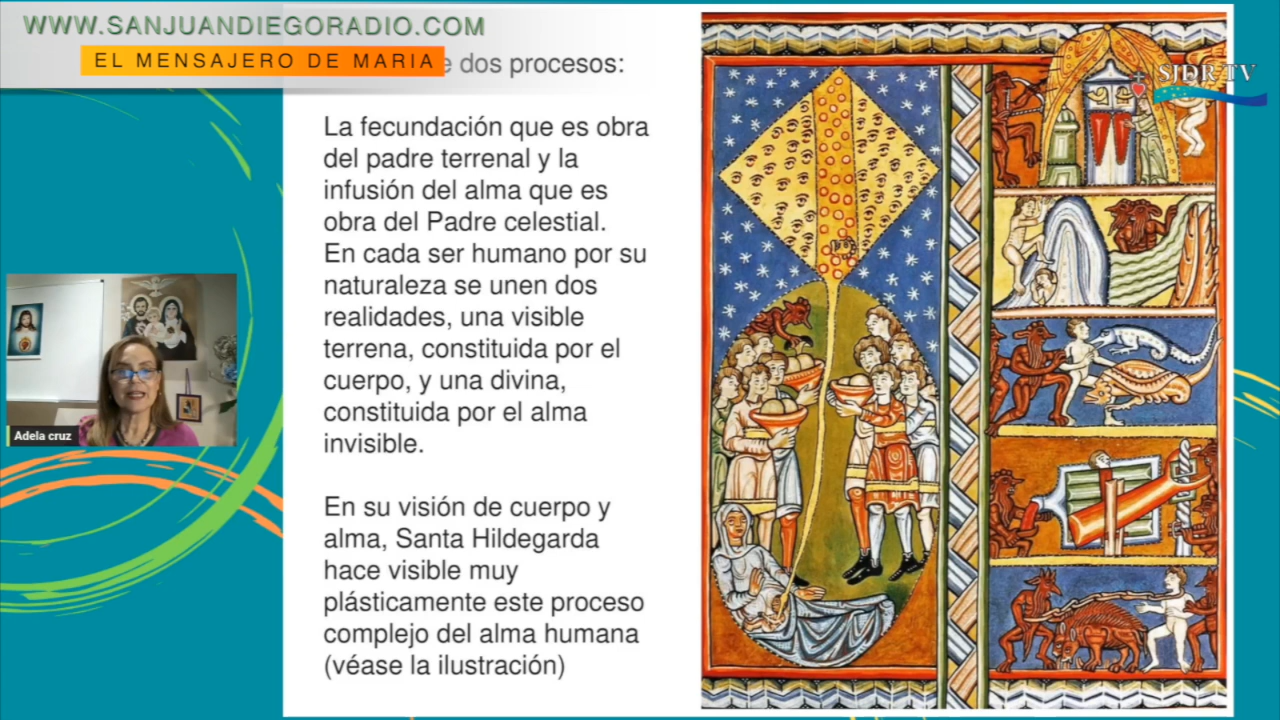 WWW.SANJUANDIEGORADIO.COM
EL MENSAJERO DE MARIA
dos procesos:
SJDR TV
La fecundación que es obra
del padre terrenal y la
infusión del alma que es
obra del Padre celestial.
En cada ser humano por su
naturaleza se unen dos
realidades, una visible
terrena, constituida por el
cuerpo, y una divina,
constituida por el alma
invisible.
Adela cruz
En su visión de cuerpo y
alma, Santa Hildegarda
hace visible muy
plásticamente este proceso
complejo del alma humana
(véase la ilustración)